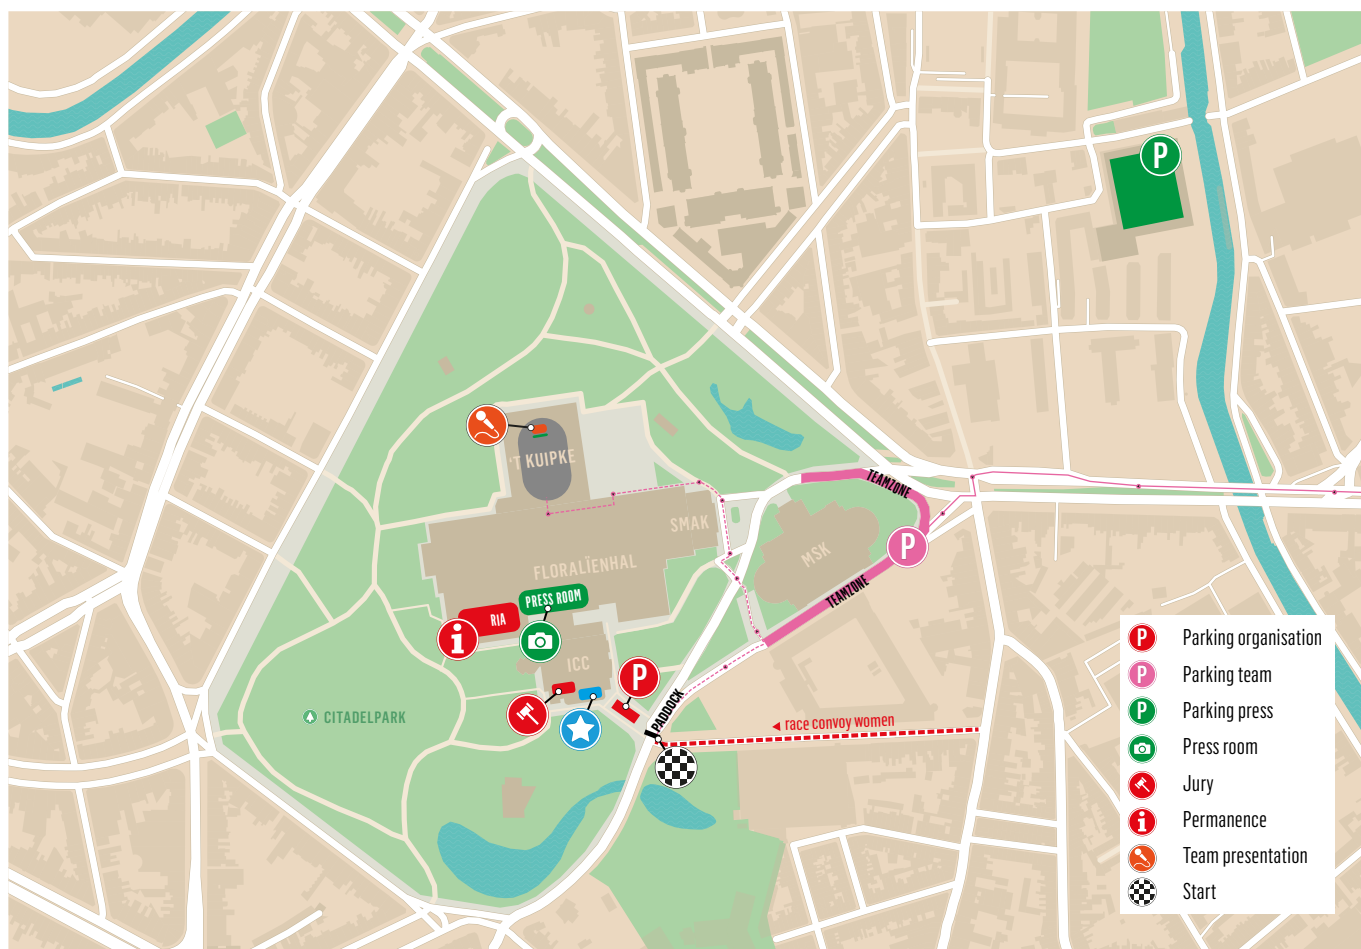 P
'T KUIPKE
TEAMZONE
SMAK
MSK
P
FLORALIËNHAL
TEAMZONE
PRESS ROOM
RIA
i
ICC
P
PADDOCK
CITADELPARK
◄ race convoy women
P Parking organisation
P Parking team
P Parking press
Press room
Jury
i Permanence
Team presentation
Start